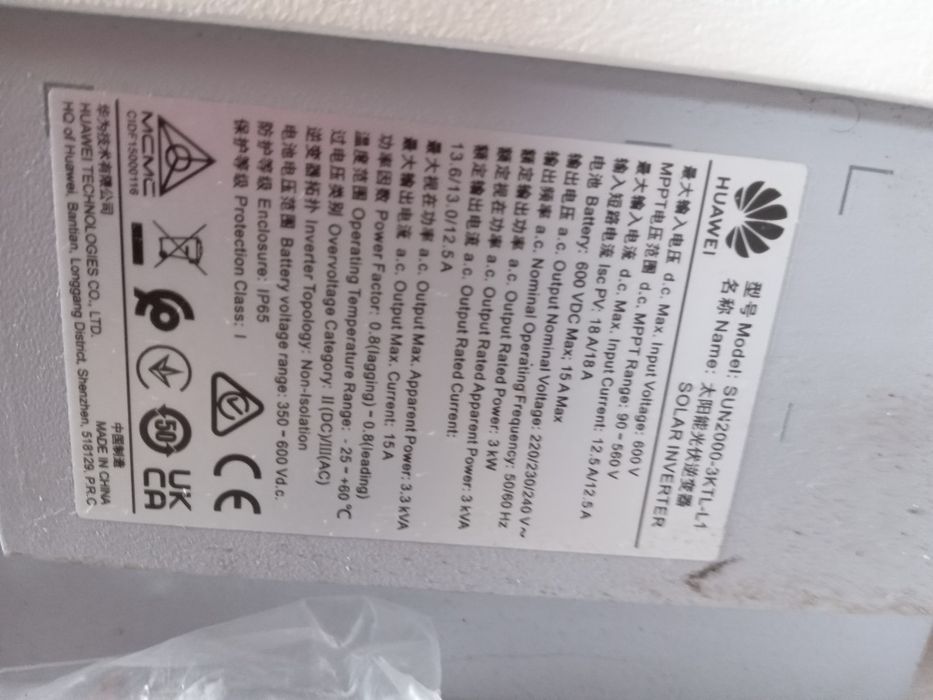 HUAWEI
型号 Model: SUN2000-3KTL-L1
名称 Name: 太阳能光伏逆变器
SOLAR INVERTER
最大输入电压 d.c. Max. Input Voltage: 600 V
MPPT电压范围 d.c. MPPT Range: 90 ~ 560 V
最大输入电流 d.c. Max. Input Current: 12.5 A/12.5 A
输入短路电流 Isc PV: 18 A/18 A
电池 Battery: 600 VDC Max; 15 A Max
输出电压 a.c. Output Nominal Voltage: 220/230/240 V~
输出频率 a.c. Nominal Operating Frequency: 50/60 Hz
额定输出功率 a.c. Output Rated Power: 3 kW
额定视在功率 a.c. Output Rated Apparent Power: 3 kVA
额定输出电流 a.c. Output Rated Current:
13.6/13.0/12.5 A
最大视在功率 a.c. Output Max. Apparent Power: 3.3 kVA
最大输出电流 a.c. Output Max. Current: 15 A
功率因数 Power Factor: 0.8(lagging) ~ 0.8(leading)
温度范围 Operating Temperature Range: - 25 ~ +60 ℃
过电压类别 Overvoltage Category: II(DC)/III(AC)
逆变器拓扑 Inverter Topology: Non-Isolation
电池电压范围 Battery voltage range: 350 ~ 600 Vd.c.
防护等级 Enclosure: IP65
保护等级 Protection Class: I
CE
MCMC
CIDF15000116
50
UK
CA
华为技术有限公司
中国制造
HUAWEI TECHNOLOGIES CO., LTD.
MADE IN CHINA
HQ of Huawei, Bantian, Longgang District, Shenzhen, 518129, P.R.C